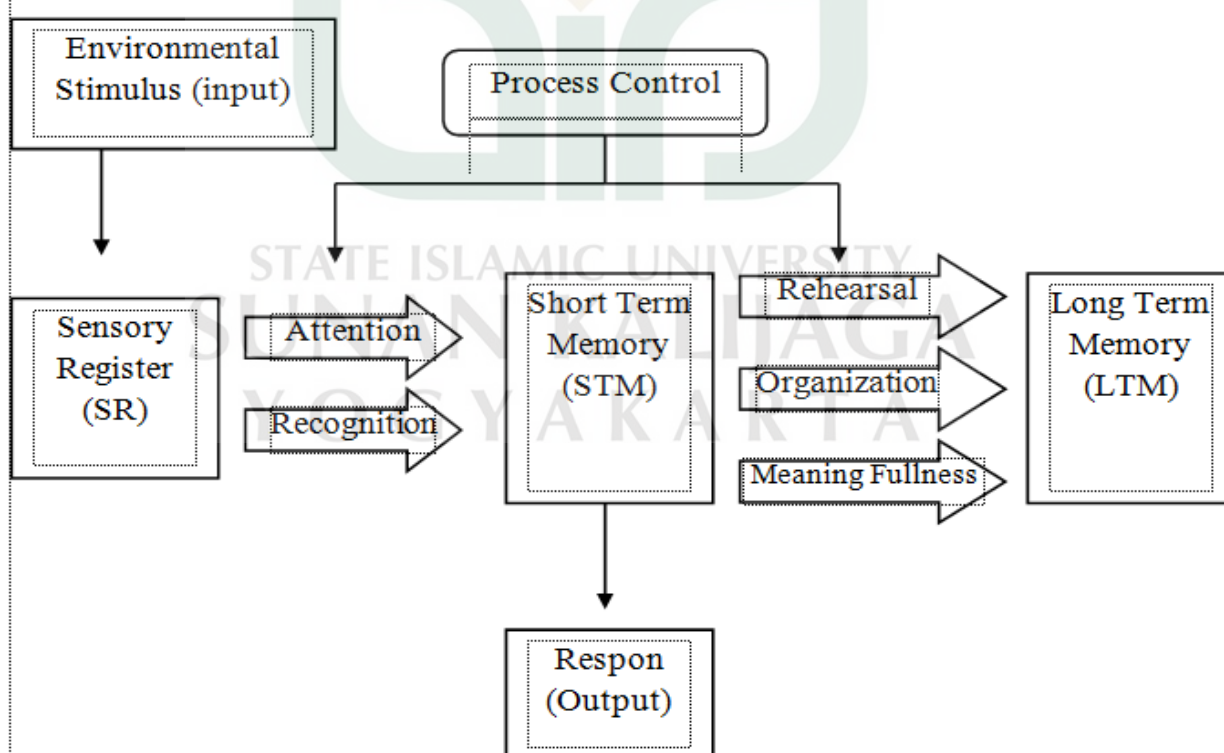 Environmental
Stimulus (input)
Process Control
STATE ISLAMIC UNIVERSITY
SUNAN KALIJAGA
YOGYAKARTA
Sensory
Register
(SR)
Attention
Recognition
Short Term
Memory
(STM)
Rehearsal
Organization
Meaning Fullness
Long Term
Memory
(LTM)
Respon
(Output)